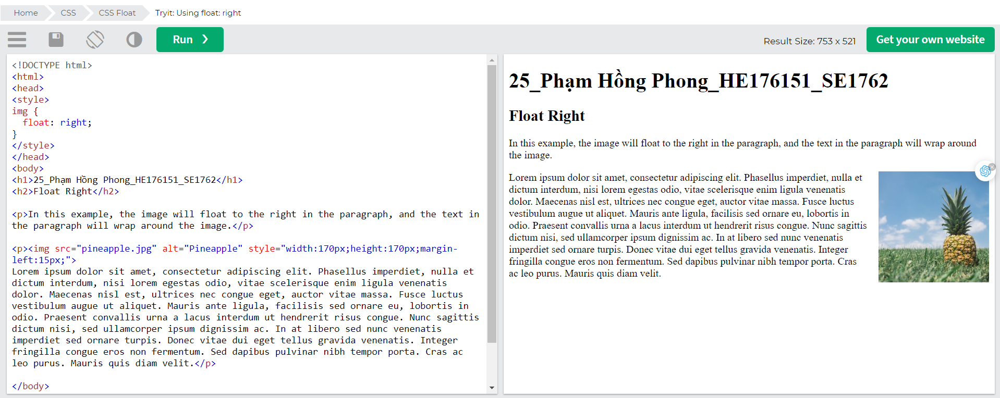 Home CSS CSS Float Tryit: Using float: right
Run ❯ Result Size: 753 x 521 Get your own website
<!DOCTYPE html>
<html>
<head>
<style>
img {
  float: right;
}
</style>
</head>
<body>
<h1>25_Phạm Hồng Phong_HE176151_SE1762</h1>
<h2>Float Right</h2>
<p>In this example, the image will float to the right in the paragraph, and the text in
the paragraph will wrap around the image.</p>
<p><img src="pineapple.jpg" alt="Pineapple" style="width:170px;height:170px;margin-
left:15px;">
Lorem ipsum dolor sit amet, consectetur adipiscing elit. Phasellus imperdiet, nulla et
dictum interdum, nisi lorem egestas odio, vitae scelerisque enim ligula venenatis
dolor. Maecenas nisl est, ultrices nec congue eget, auctor vitae massa. Fusce luctus
vestibulum augue ut aliquet. Mauris ante ligula, facilisis sed ornare eu, lobortis in
odio. Praesent convallis urna a lacus interdum ut hendrerit risus congue. Nunc sagittis
dictum nisi, sed ullamcorper ipsum dignissim ac. In at libero sed nunc venenatis
imperdiet sed ornare turpis. Donec vitae dui eget tellus gravida venenatis. Integer
fringilla congue eros non fermentum. Sed dapibus pulvinar nibh tempor porta. Cras ac
leo purus. Mauris quis diam velit.</p>
</body>
25_Phạm Hồng Phong_HE176151_SE1762
Float Right
In this example, the image will float to the right in the paragraph, and the text in the paragraph will wrap around
the image.
Lorem ipsum dolor sit amet, consectetur adipiscing elit. Phasellus imperdiet, nulla et
dictum interdum, nisi lorem egestas odio, vitae scelerisque enim ligula venenatis
dolor. Maecenas nisl est, ultrices nec congue eget, auctor vitae massa. Fusce luctus
vestibulum augue ut aliquet. Mauris ante ligula, facilisis sed ornare eu, lobortis in
odio. Praesent convallis urna a lacus interdum ut hendrerit risus congue. Nunc sagittis
dictum nisi, sed ullamcorper ipsum dignissim ac. In at libero sed nunc venenatis
imperdiet sed ornare turpis. Donec vitae dui eget tellus gravida venenatis. Integer
fringilla congue eros non fermentum. Sed dapibus pulvinar nibh tempor porta. Cras
ac leo purus. Mauris quis diam velit.